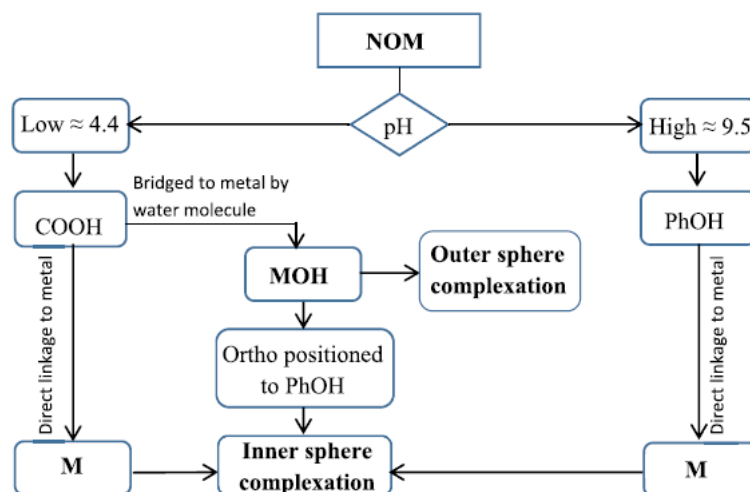 NOM
Low ≈ 4.4
pH
High ≈ 9.5
Bridged to metal by
water molecule
COOH
PhOH
MOH
Outer sphere
complexation
Direct linkage to metal
Ortho positioned
to PhOH
Direct linkage to metal
M
Inner sphere
complexation
M